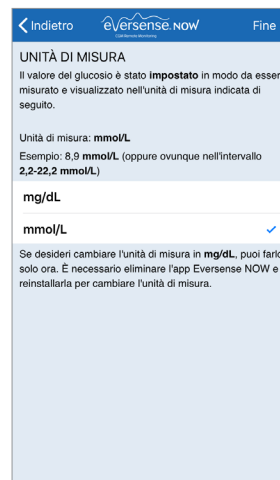 Indietro
eversense. NOW
CGM Remote Monitoring
Fine
UNITÀ DI MISURA
Il valore del glucosio è stato impostato in modo da esser
misurato e visualizzato nell'unità di misura indicata di
seguito.
Unità di misura: mmol/L
Esempio: 8,9 mmol/L (oppure ovunque nell'intervallo
2,2-22,2 mmol/L)
mg/dL
mmol/L
Se desideri cambiare l'unità di misura in mg/dL, puoi farlo
solo ora. È necessario eliminare l'app Eversense NOW e
reinstallarla per cambiare l'unità di misura.